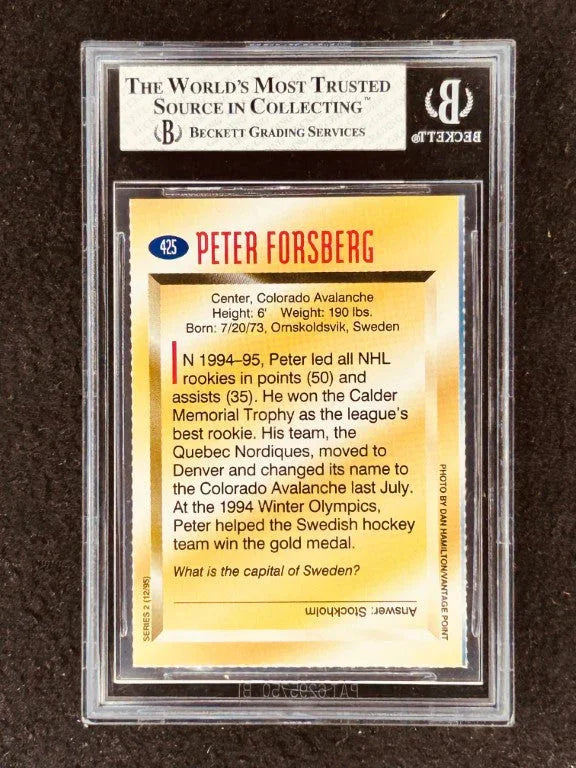 THE WORLD'S MOST TRUSTED
SOURCE IN COLLECTING™
B BECKETT GRADING SERVICES
B
BECKETT®
425 PETER FORSBERG
Center, Colorado Avalanche
Height: 6' Weight: 190 lbs.
Born: 7/20/73, Ornskoldsvik, Sweden
IN 1994–95, Peter led all NHL
rookies in points (50) and
assists (35). He won the Calder
Memorial Trophy as the league's
best rookie. His team, the
Quebec Nordiques, moved to
Denver and changed its name to
the Colorado Avalanche last July.
At the 1994 Winter Olympics,
Peter helped the Swedish hockey
team win the gold medal.
What is the capital of Sweden?
Answer: Stockholm
SERIES 2 (12/95)
PHOTO BY DAN HAMILTON/VANTAGE POINT